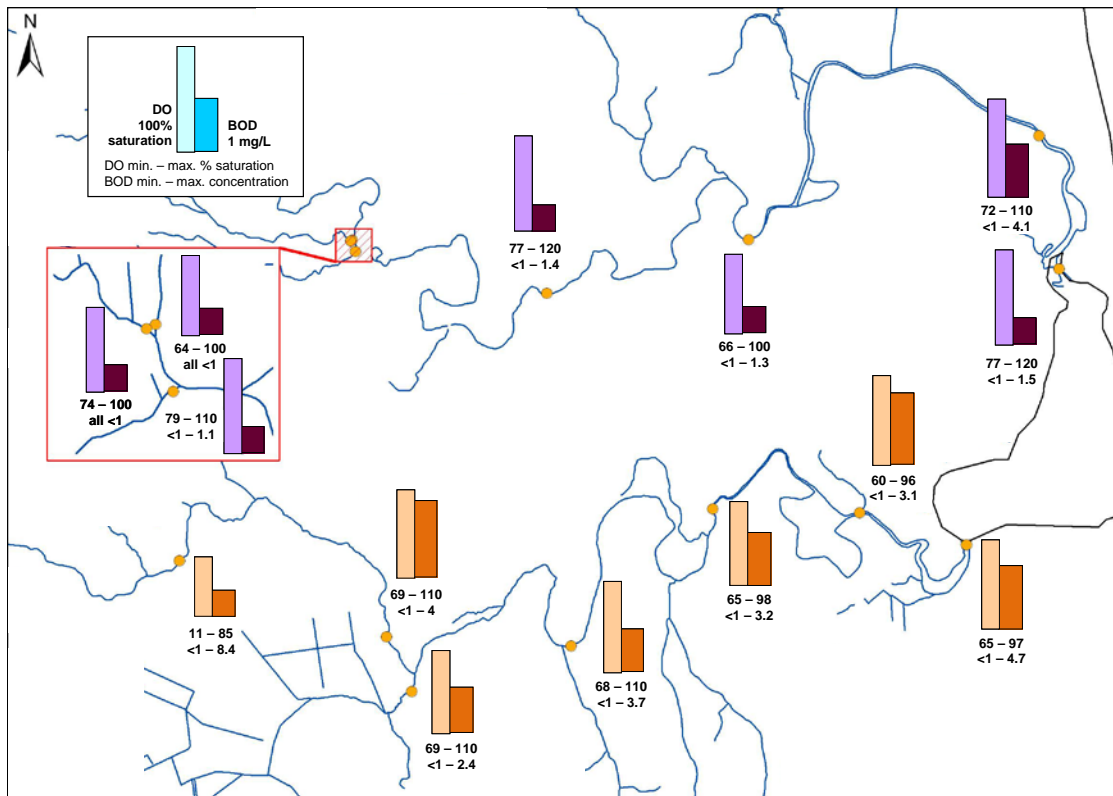 N
DO
100%
saturation
BOD
1 mg/L
DO min. – max. % saturation
BOD min. – max. concentration
72 – 110
<1 – 4.1
77 – 120
<1 – 1.4
66 – 100
<1 – 1.3
77 – 120
<1 – 1.5
64 – 100
all <1
74 – 100
all <1
79 – 110
<1 – 1.1
60 – 96
<1 – 3.1
69 – 110
<1 – 4
65 – 98
<1 – 3.2
11 – 85
<1 – 8.4
65 – 97
<1 – 4.7
68 – 110
<1 – 3.7
69 – 110
<1 – 2.4